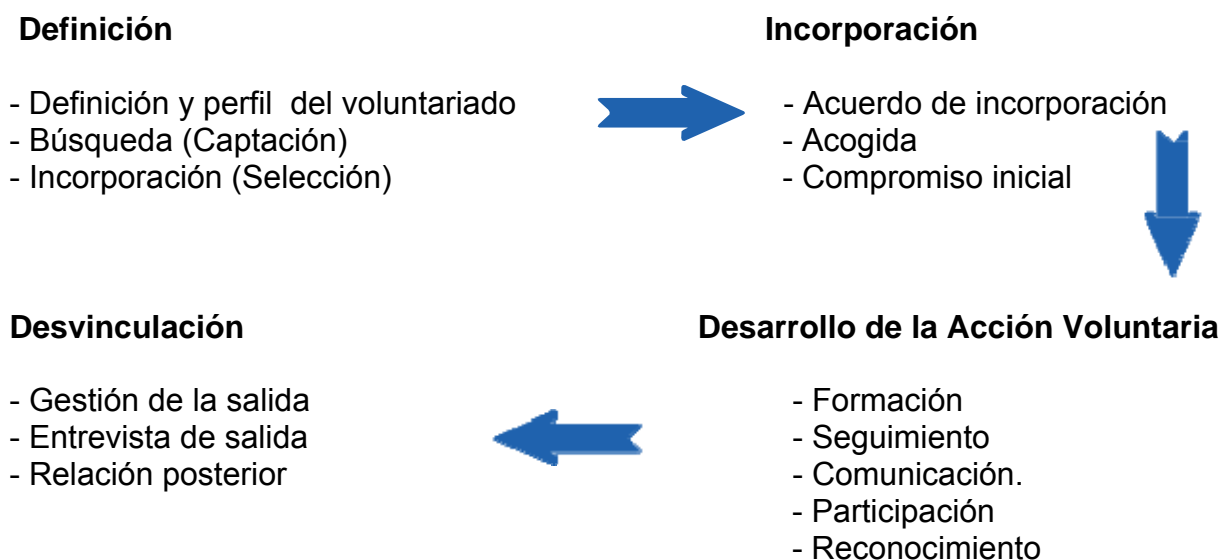 Definición
- Definición y perfil del voluntariado
- Búsqueda (Captación)
- Incorporación (Selección)
Incorporación
- Acuerdo de incorporación
- Acogida
- Compromiso inicial
Desarrollo de la Acción Voluntaria
- Formación
- Seguimiento
- Comunicación.
- Participación
- Reconocimiento
Desvinculación
- Gestión de la salida
- Entrevista de salida
- Relación posterior